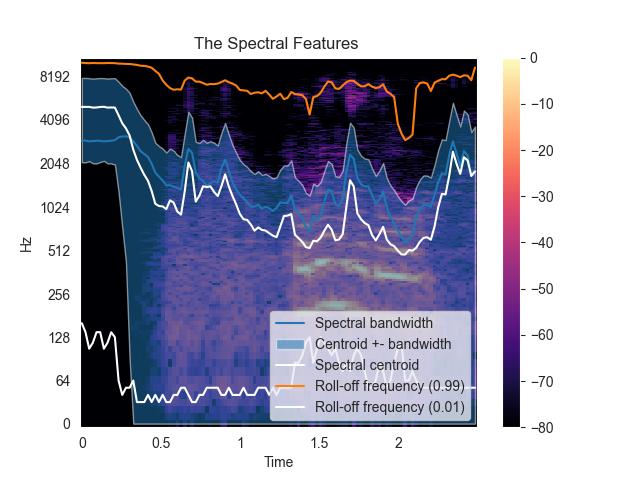 The Spectral Features
8192
4096
2048
1024
512
256
128
64
0
Hz
0
0.5
1
1.5
2
Time
Spectral bandwidth
Centroid +- bandwidth
Spectral centroid
Roll-off frequency (0.99)
Roll-off frequency (0.01)
0
−10
−20
−30
−40
−50
−60
−70
−80